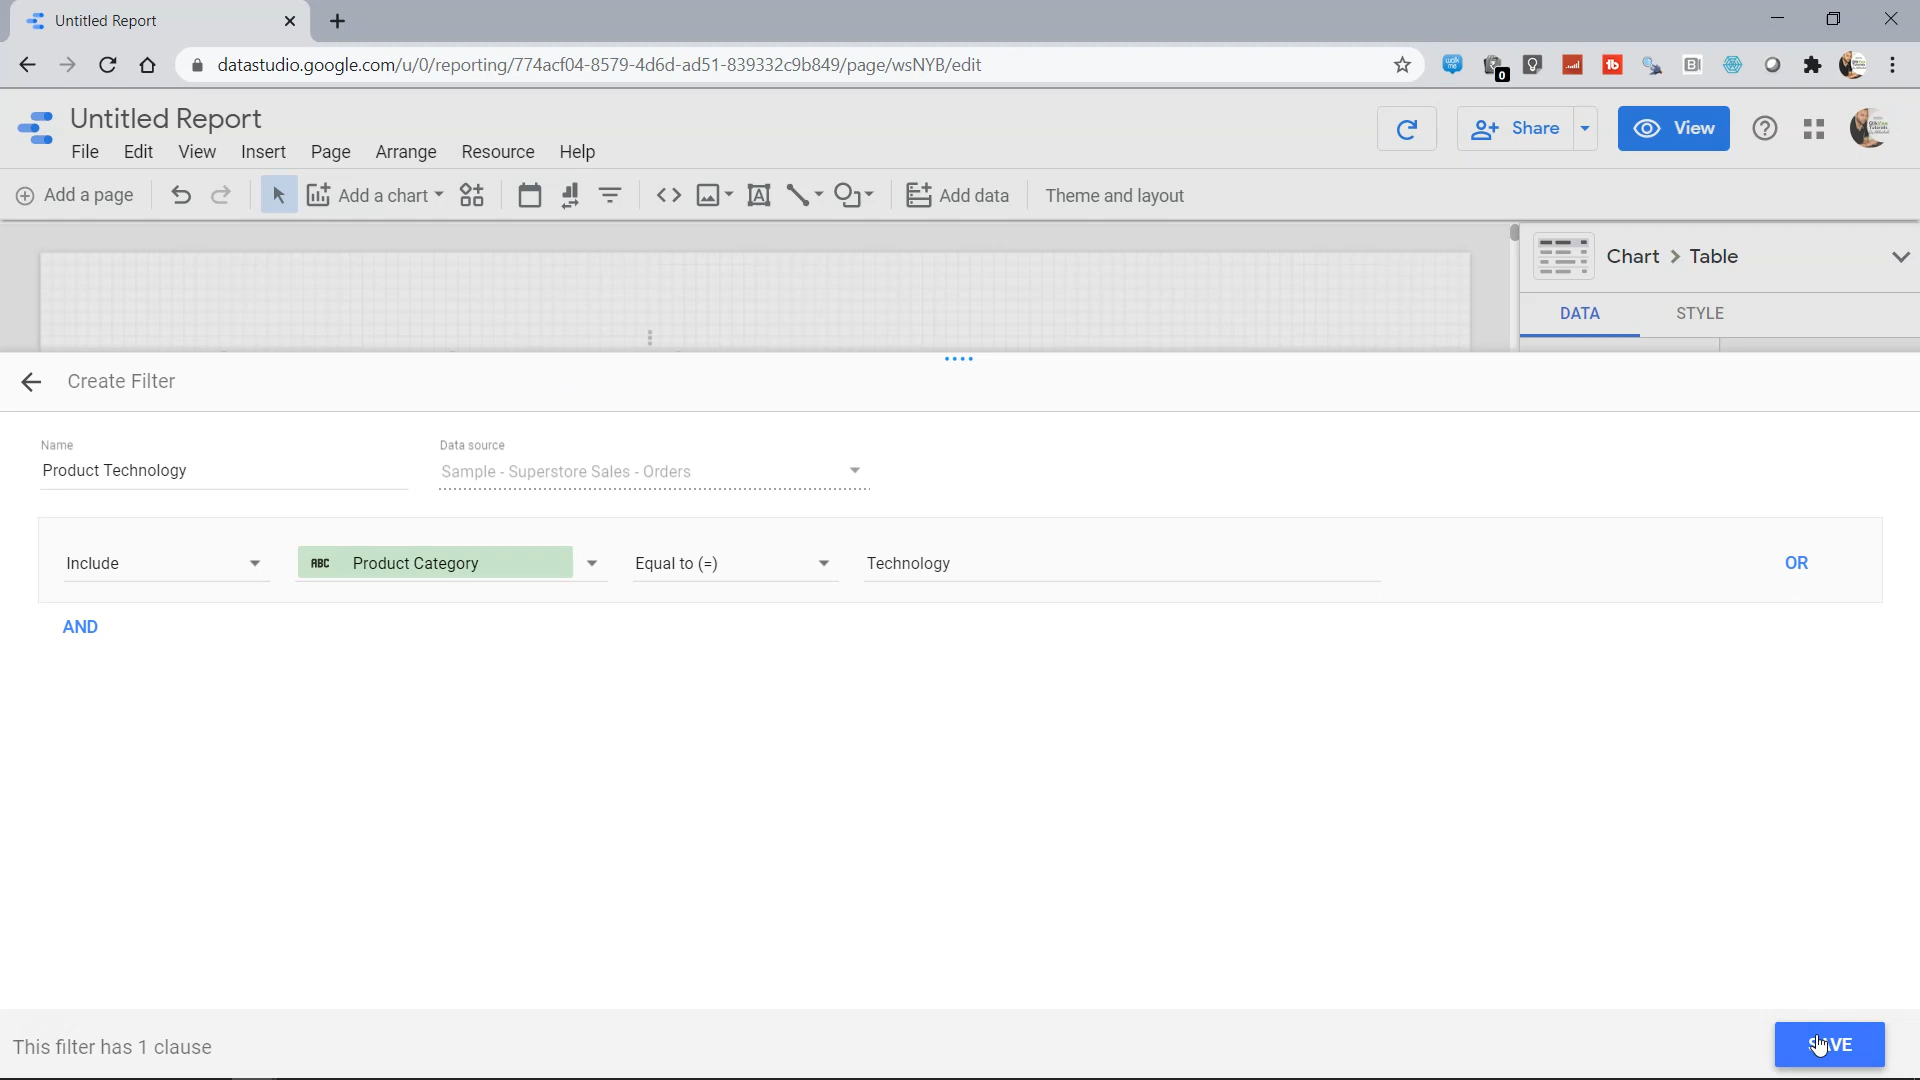 Untitled Report
datastudio.google.com/u/0/reporting/774acf04-8579-4d6d-ad51-839332c9b849/page/wsNYB/edit
0
Untitled Report
File Edit View Insert Page Arrange Resource Help
Share
View
Add a page
Add a chart
Add data
Theme and layout
Chart > Table
DATA STYLE
Create Filter
Name
Product Technology
Data source
Sample - Superstore Sales - Orders
Include
ABC Product Category
Equal to (=)
Technology
OR
AND
This filter has 1 clause